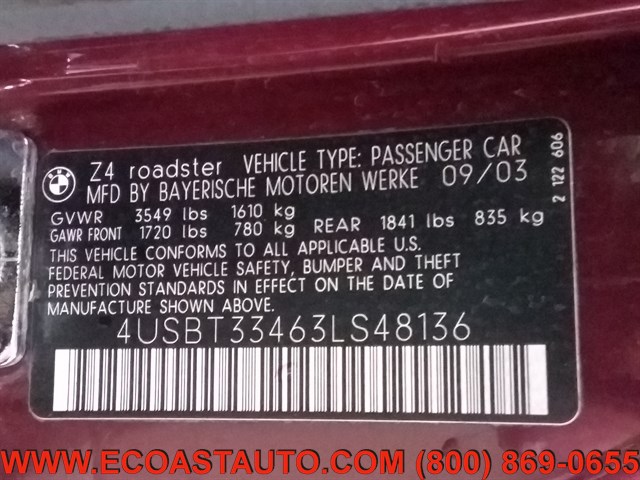 BMW
Z4 roadster VEHICLE TYPE: PASSENGER CAR
MFD BY BAYERISCHE MOTOREN WERKE 09/03
GVWR 3549 lbs 1610 kg
GAWR FRONT 1720 lbs 780 kg REAR 1841 lbs 835 kg
THIS VEHICLE CONFORMS TO ALL APPLICABLE U.S.
FEDERAL MOTOR VEHICLE SAFETY, BUMPER AND THEFT
PREVENTION STANDARDS IN EFFECT ON THE DATE OF
MANUFACTURE SHOWN ABOVE.
4USBT33463LS48136
2 122 606
WWW.ECOASTAUTO.COM (800) 869-0655